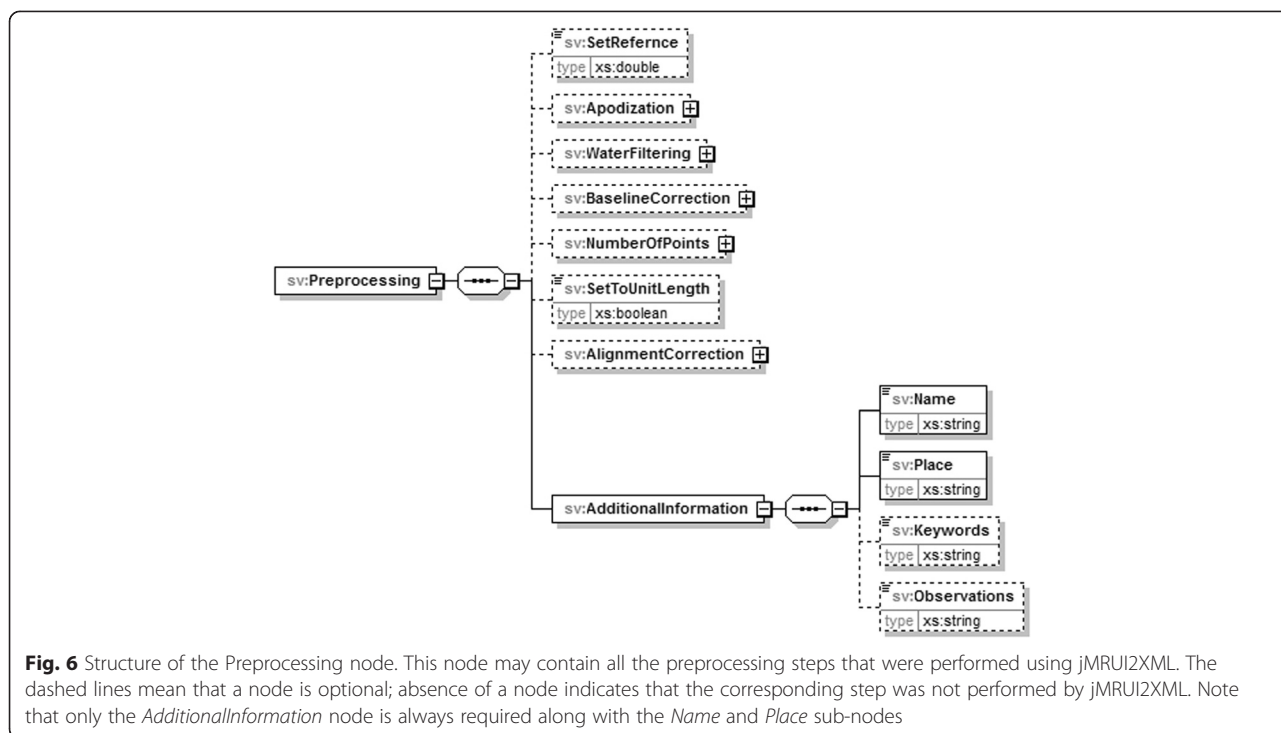 sv:SetRefernce
type xs:double
sv:Apodization
sv:WaterFiltering
sv:BaselineCorrection
sv:NumberOfPoints
sv:Preprocessing
sv:SetToUnitLength
type xs:boolean
sv:AlignmentCorrection
sv:AdditionalInformation
sv:Name
type xs:string
sv:Place
type xs:string
sv:Keywords
type xs:string
sv:Observations
type xs:string
Fig. 6 Structure of the Preprocessing node. This node may contain all the preprocessing steps that were performed using jMRUI2XML. The
dashed lines mean that a node is optional; absence of a node indicates that the corresponding step was not performed by jMRUI2XML. Note
that only the AdditionalInformation node is always required along with the Name and Place sub-nodes